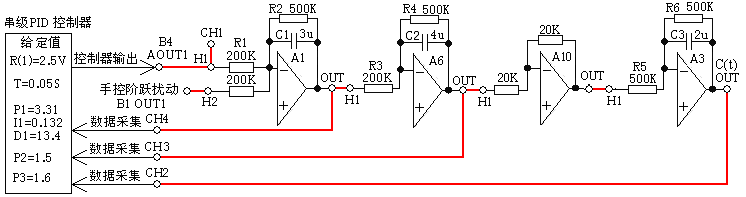 串级PID 控制器
给定值
R(1)=2.5V
T=0.05S
P1=3.31
I1=0.132
D1=13.4
P2=1.5
P3=1.6
控制器输出
B4
AOUT1
CH1
H1
R1
200K
200K
手控阶跃扰动
B1 OUT1
H2
R2 500K
C1 3u
A1
OUT
H1
R3
200K
R4 500K
C2 4u
A6
OUT
H1
20K
20K
A10
OUT
H1
R5
500K
R6 500K
C3 2u
A3
C(t)
OUT
数据采集 CH4
数据采集 CH3
数据采集 CH2